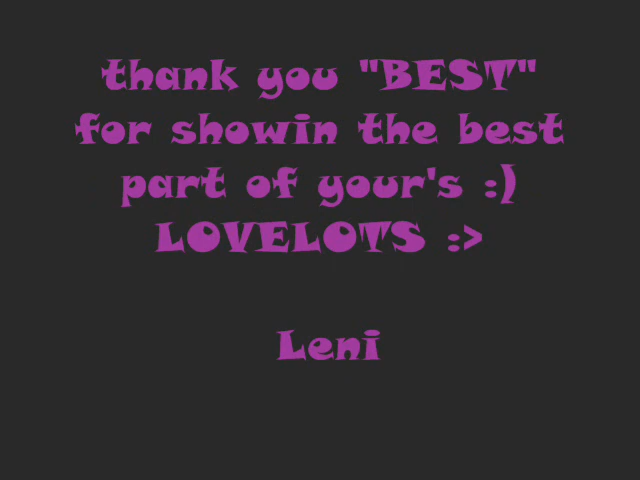 thank you "BEST"
for showin the best
part of your's :)
LOVELOTS :>
Leni